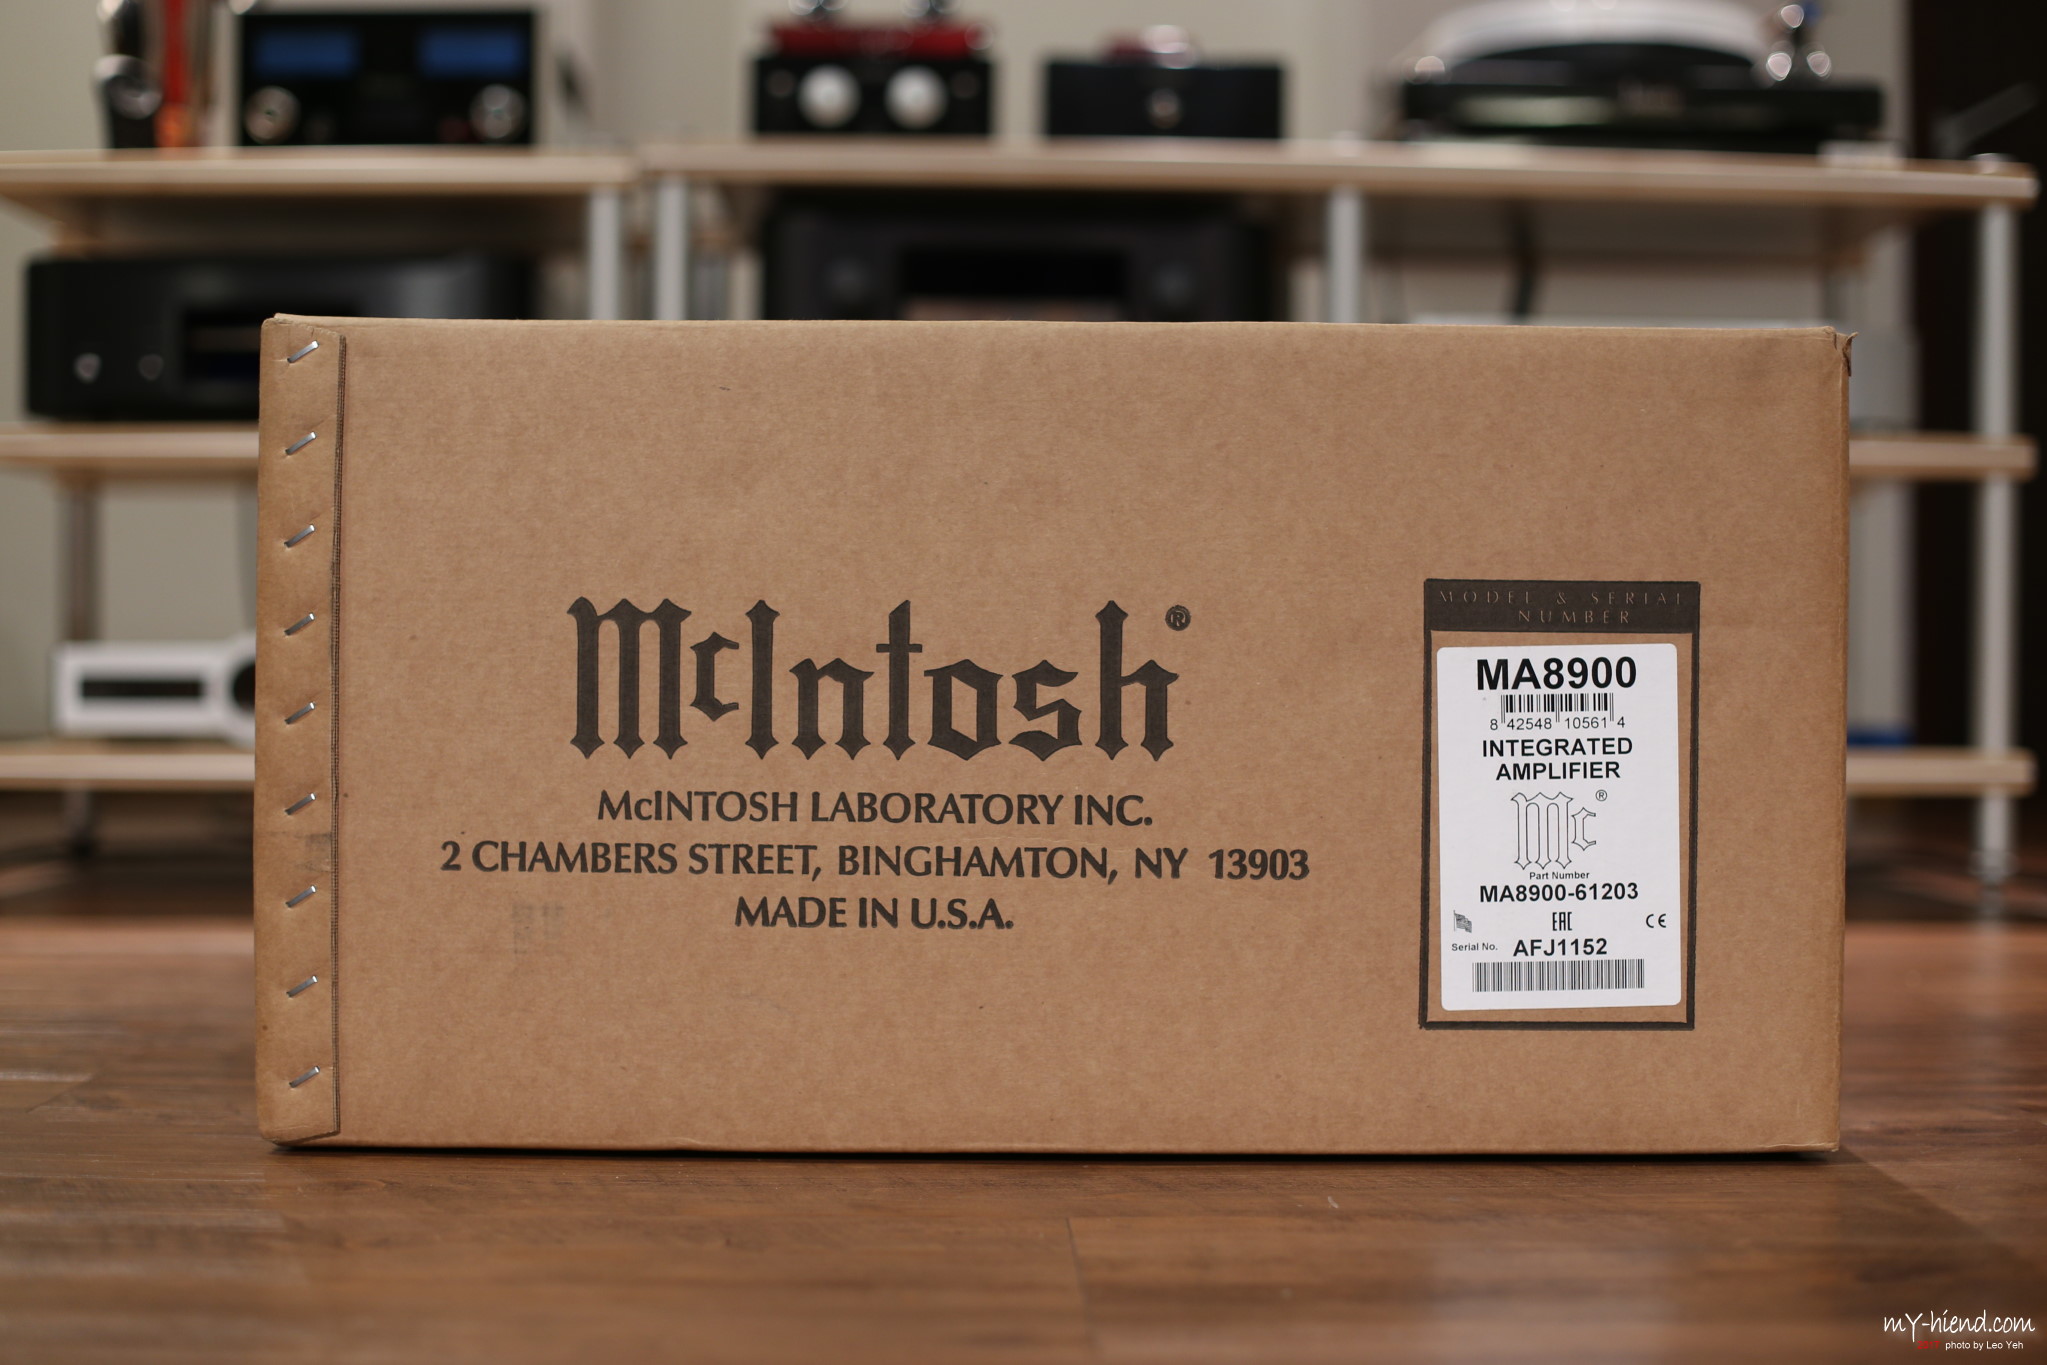 McIntosh®
McINTOSH LABORATORY INC.
2 CHAMBERS STREET, BINGHAMTON, NY 13903
MADE IN U.S.A.
MODEL & SERIAL
NUMBER
MA8900
8 42548 10561 4
INTEGRATED
AMPLIFIER
Mc®
Part Number
MA8900-61203
EAC CE
Serial No. AFJ1152
my-hiend.com
photo by Leo Yeh